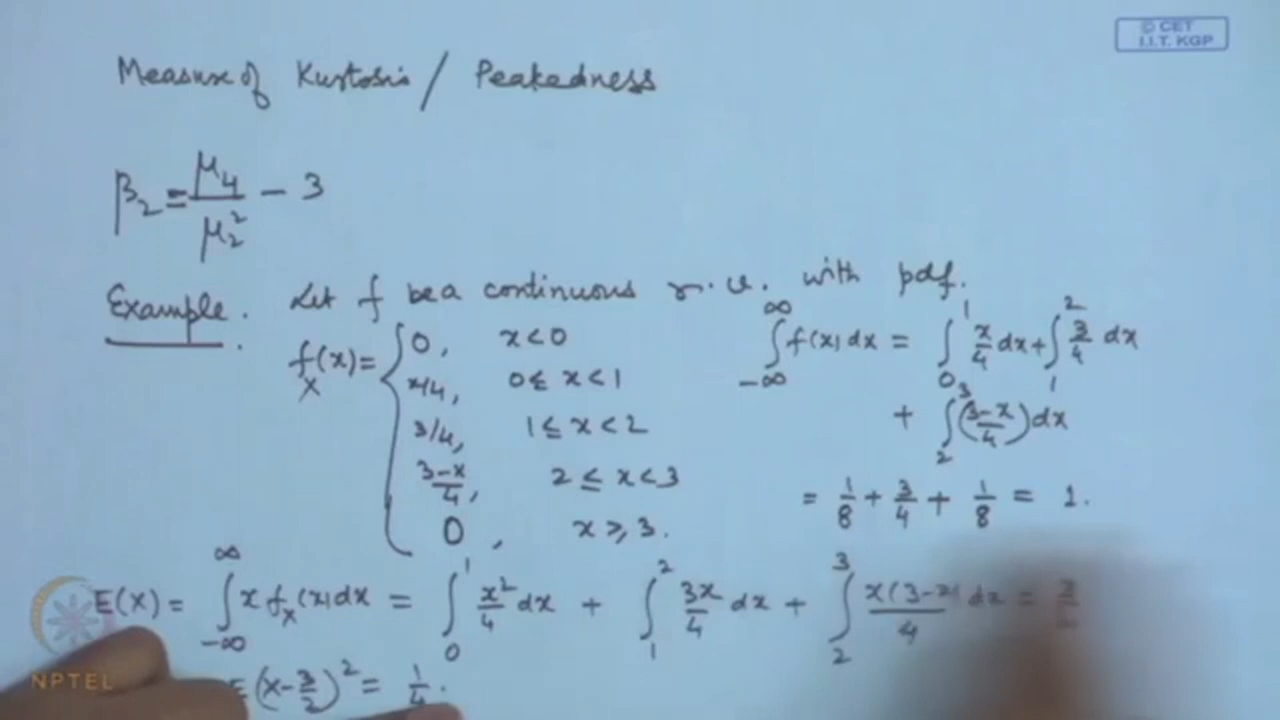 © CET
I.I.T. KGP
Measure of Kurtosis / Peakedness
β₂ = μ₄ / μ₂² − 3
Example. Let f be a continuous r.v. with pdf.
f_X(x) = { 0, x < 0
x/4, 0 ≤ x < 1
3/4, 1 ≤ x < 2
(3−x)/4, 2 ≤ x < 3
0, x ≥ 3.
∫_{−∞}^{∞} f(x) dx = ∫_0^1 x/4 dx + ∫_1^2 3/4 dx
+ ∫_2^3 ((3−x)/4) dx
= 1/8 + 3/4 + 1/8 = 1.
E(X) = ∫_{−∞}^{∞} x f_X(x) dx = ∫_0^1 x²/4 dx + ∫_1^2 3x/4 dx + ∫_2^3 x(3−x)/4 dx =
E(X − 3/2)² = 1/4.
NPTEL